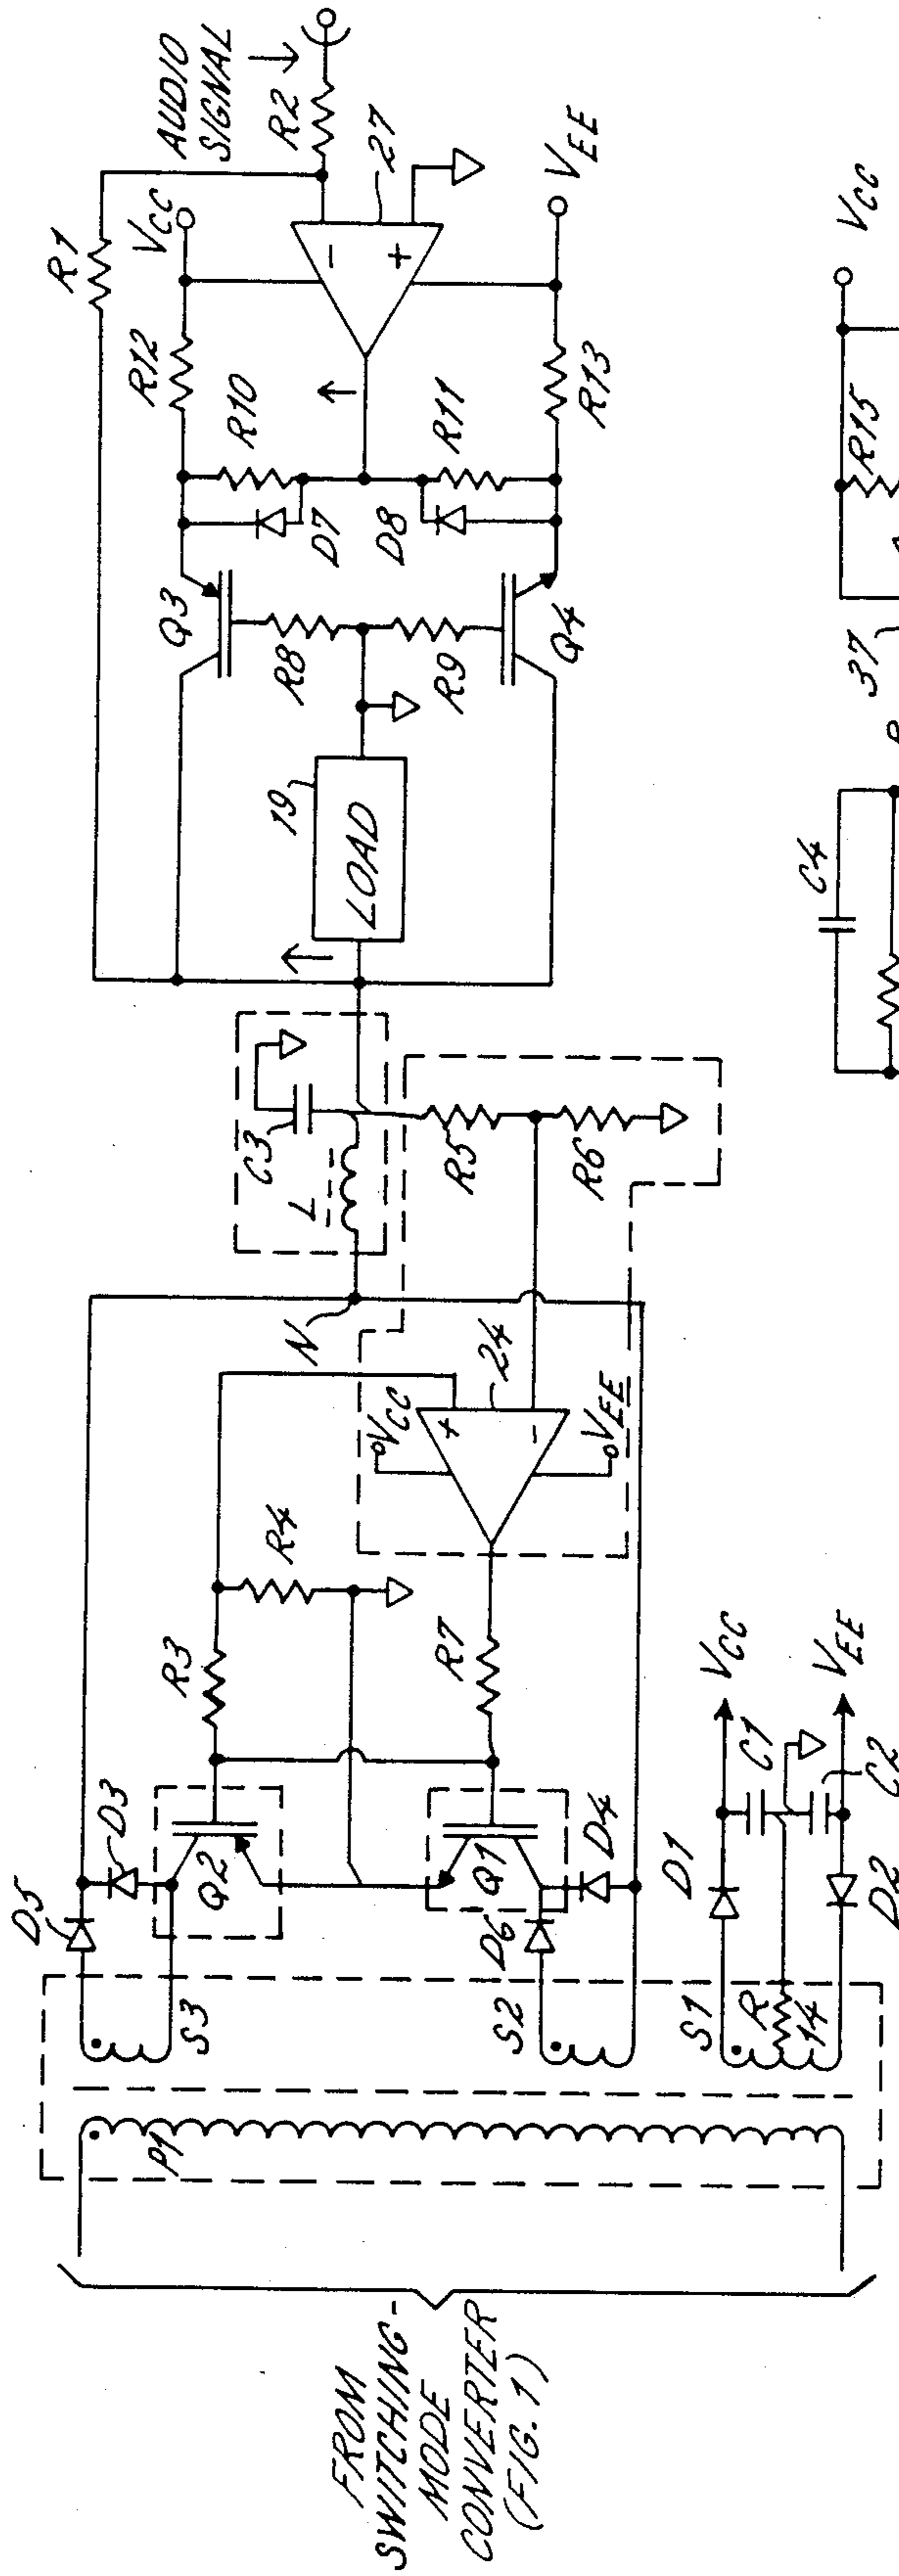 FROM
SWITCHING-
MODE
CONVERTER
(FIG. 1)
P1
S3
S2
S1
R
14
D5
D3
Q2
Q1
D6
D4
D1
D2
C1
C2
VCC
VEE
R3
R4
R7
24
+
-
VCC
VEE
N
L
C3
R5
R6
19
LOAD
Q3
Q4
R8
R9
D7
D8
R10
R11
R12
R13
R1
VCC
VEE
-
+
27
R2
AUDIO
SIGNAL
C4
37
R15
VCC